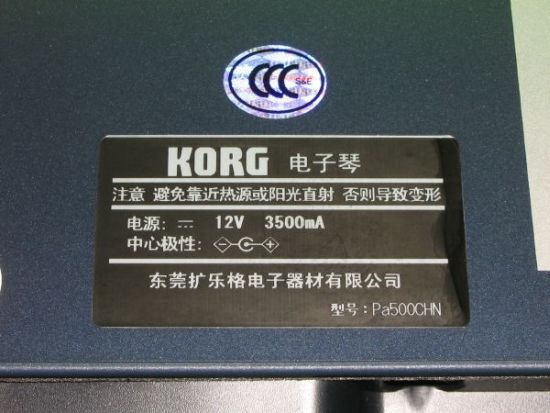 CCC
S&E
KORG 电子琴
注意 避免靠近热源或阳光直射 否则导致变形
电源: ⎓ 12V 3500mA
中心极性:
东莞扩乐格电子器材有限公司
型号: Pa500CHN